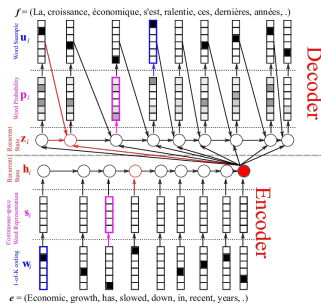 f = (La, croissance, économique, s'est, ralentie, ces, dernières, années, .)
Word Sample
u_i
Word Probability
p_i
Recurrent State
z_i
Decoder
Recurrent State
h_i
Continuous-space Word Representation
s_i
1-of-K coding
w_i
Encoder
e = (Economic, growth, has, slowed, down, in, recent, years, .)